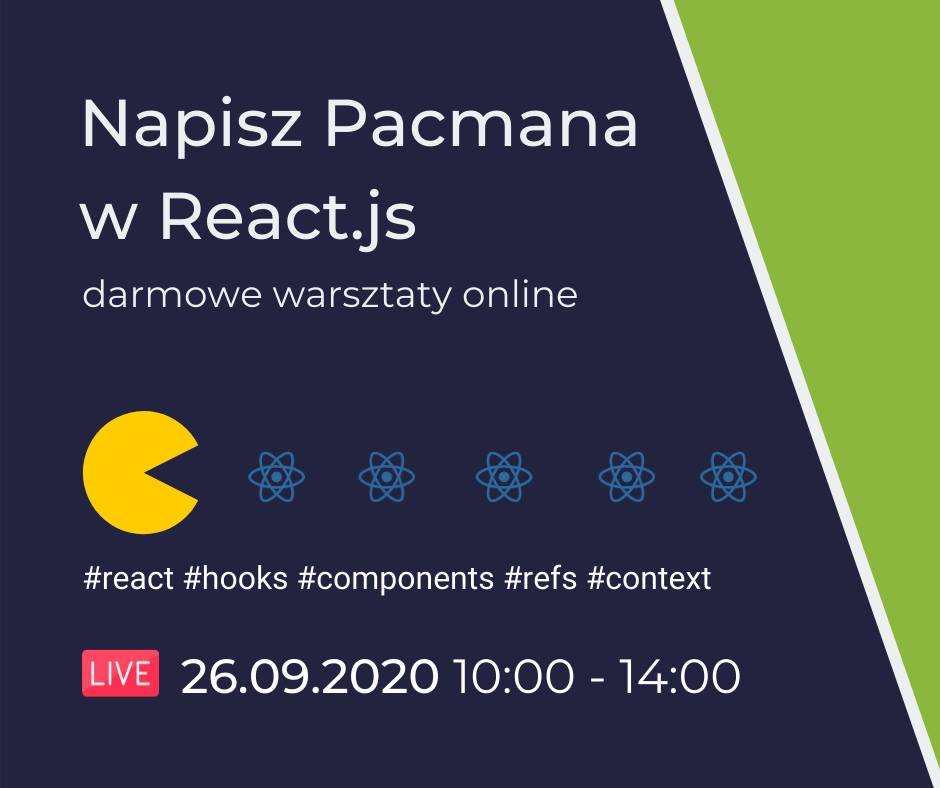 Napisz Pacmana
w React.js
darmowe warsztaty online
#react #hooks #components #refs #context
LIVE 26.09.2020 10:00 - 14:00